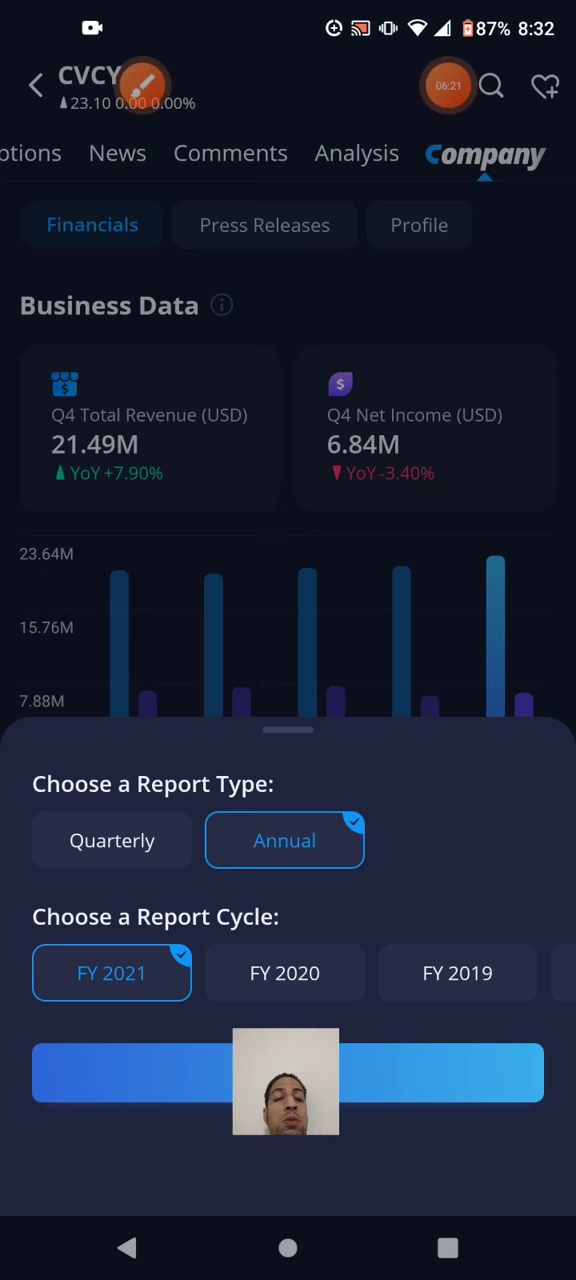 87% 8:32
CVCY
23.10 0.00 0.00%
06:21
ptions News Comments Analysis Company
Financials Press Releases Profile
Business Data
Q4 Total Revenue (USD)
21.49M
YoY +7.90%
Q4 Net Income (USD)
6.84M
YoY -3.40%
23.64M
15.76M
7.88M
Choose a Report Type:
Quarterly Annual
Choose a Report Cycle:
FY 2021 FY 2020 FY 2019